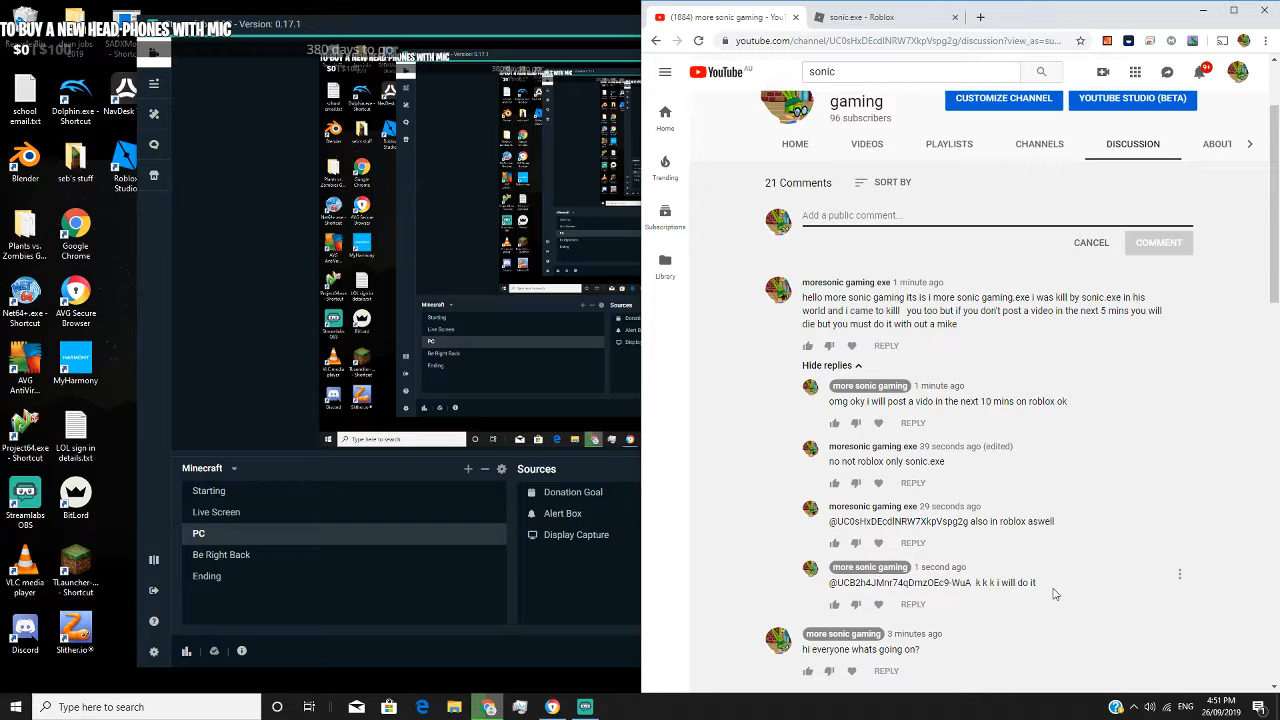 TO BUY A NEW HEAD-PHONES WITH MIC
$0 ($100)
- Version: 0.17.1
380 days to go
school email.txt
Dolphin.exe - Shortcut
NavDesk
Blender
seb's stuff
Roblox Studio
Plants vs. Zombies G...
Google Chrome
Net64+.exe - Shortcut
AVG Secure Browser
AVG AntiVir...
MyHarmony
Project64.exe - Shortcut
LOL sign in details.txt
Streamlabs OBS
BitLord
VLC media player
TLauncher-... Shortcut
Discord
Slither.io®
Minecraft
Starting
Live Screen
PC
Be Right Back
Ending
Sources
Donation Goal
Alert Box
Display Capture
Type here to search
(1884) more sonic gaming - YouT
sonic.exe - Roblox
youtube.com/channel/UC0sHxDEcdlNRW7XkpVspg2g/discussion?view_as=su...
YouTube AU
sonic
9+
Home
Trending
Subscriptions
Library
gaming
96 subscribers
CUSTOMIZE CHANNEL
YOUTUBE STUDIO (BETA)
HOME
VIDEOS
PLAYLISTS
CHANNELS
DISCUSSION
ABOUT
21 Comments
SORT BY
Add a public comment...
CANCEL
COMMENT
moresonic gaming exe 1 minute ago
hello more sonic gaming its is i more sonic gaming.exe i was kill by sonic.exe in like
world and i came to killl you too but if you don't post a video in the next 5 mins you will
die but you must do it with out a mike
REPLY
Hide replies
more sonic gaming 1 minute ago
omg oky i will post a vido in the next 10 mins on roblox ok
REPLY
moresonic gaming exe 39 seconds ago (edited)
no not roblox only sonic.exe
REPLY
moresonic gaming exe 29 seconds ago
@UC0sHxDEcdlNRW7XkpVspg2g also in roblox aswell
REPLY
more sonic gaming 1 second ago
@UCB2h4JMnr74qDmzOEc9-WuA k k k i will do it
REPLY
more sonic gaming 3 minutes ago
hi everyone whats going on?
REPLY
ENG
4:51 PM
26/09/2019